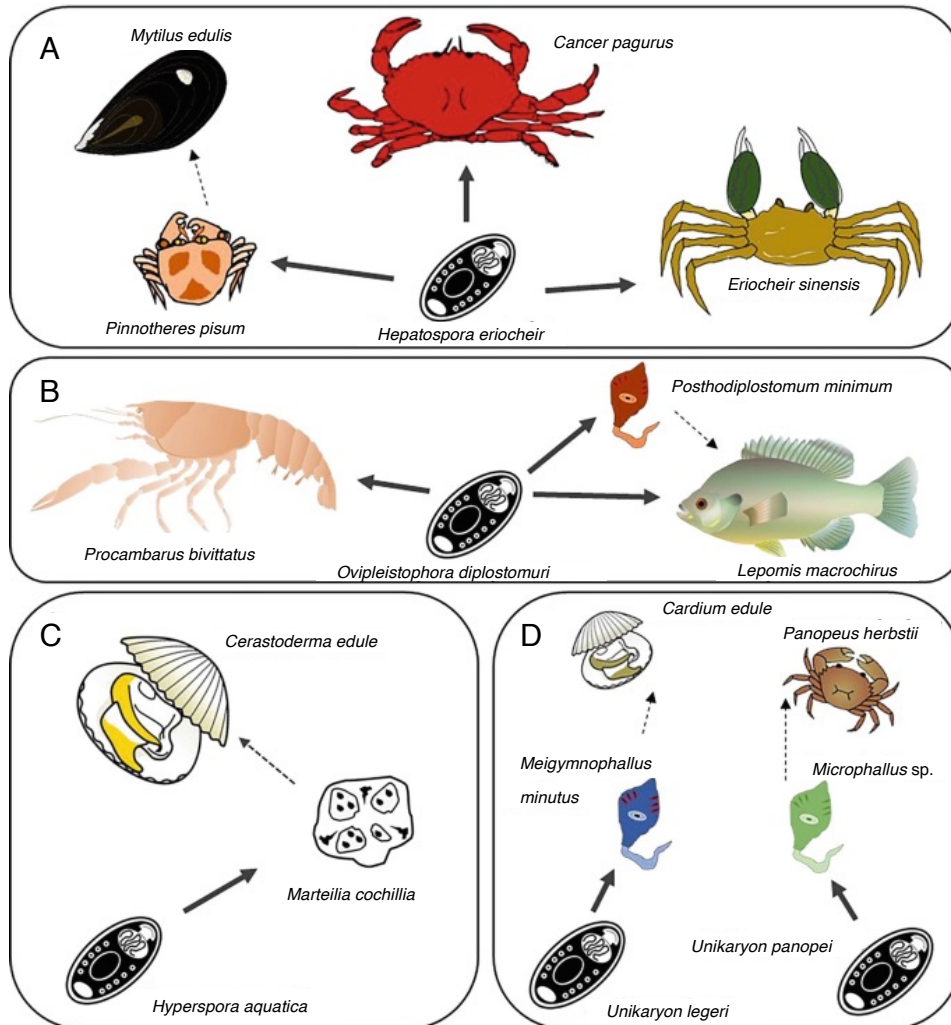 A
Mytilus edulis
Cancer pagurus
Eriocheir sinensis
Pinnotheres pisum
Hepatospora eriocheir
B
Posthodiplostomum minimum
Procambarus bivittatus
Ovipleistophora diplostomuri
Lepomis macrochirus
C
Cerastoderma edule
Marteilia cochillia
Hyperspora aquatica
D
Cardium edule
Panopeus herbstii
Meigymnophallus
minutus
Microphallus sp.
Unikaryon panopei
Unikaryon legeri